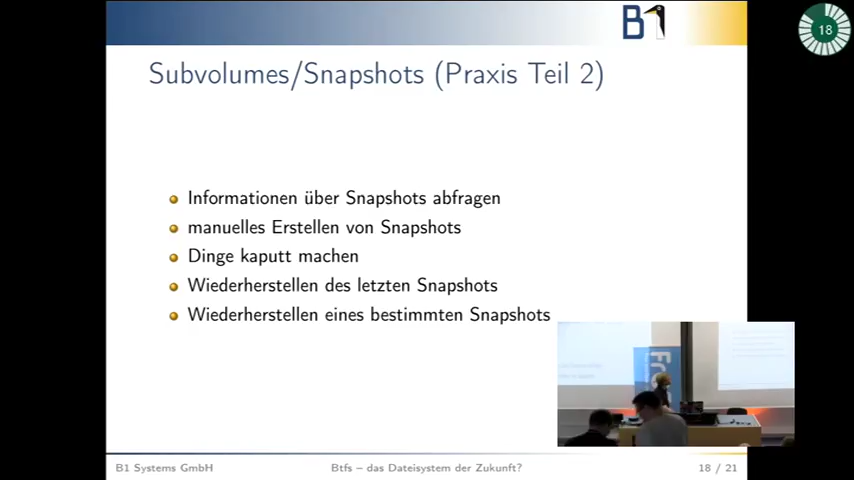 B1
18
Subvolumes/Snapshots (Praxis Teil 2)
Informationen über Snapshots abfragen
manuelles Erstellen von Snapshots
Dinge kaputt machen
Wiederherstellen des letzten Snapshots
Wiederherstellen eines bestimmten Snapshots
B1 Systems GmbH
Btfs – das Dateisystem der Zukunft?
18 / 21